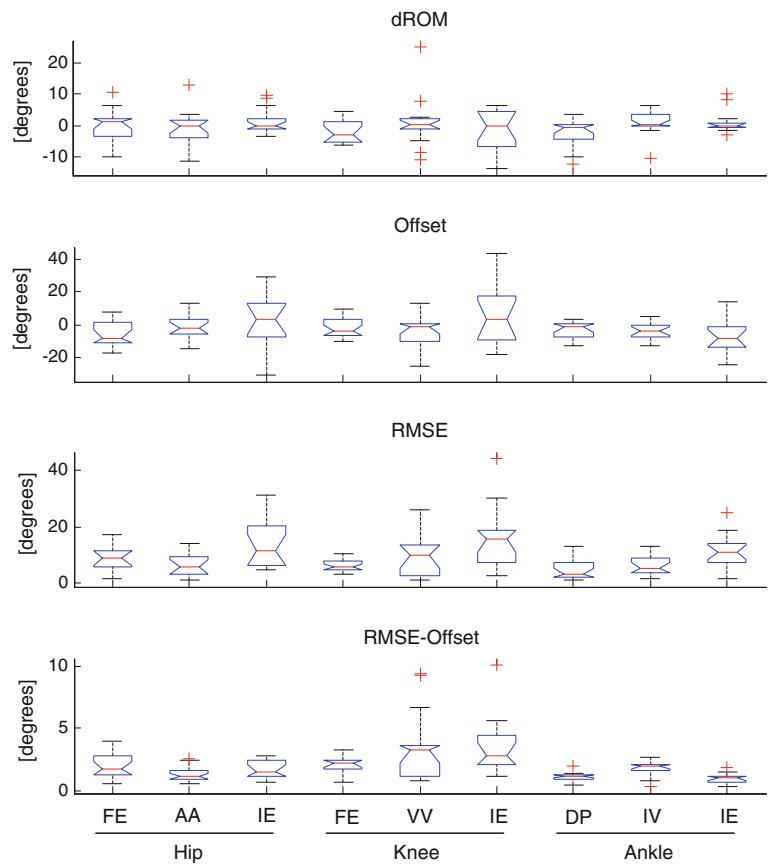 dROM
[degrees]
20
10
0
-10
Offset
[degrees]
40
20
0
-20
RMSE
[degrees]
40
20
0
RMSE-Offset
[degrees]
10
5
0
FE AA IE FE VV IE DP IV IE
Hip Knee Ankle